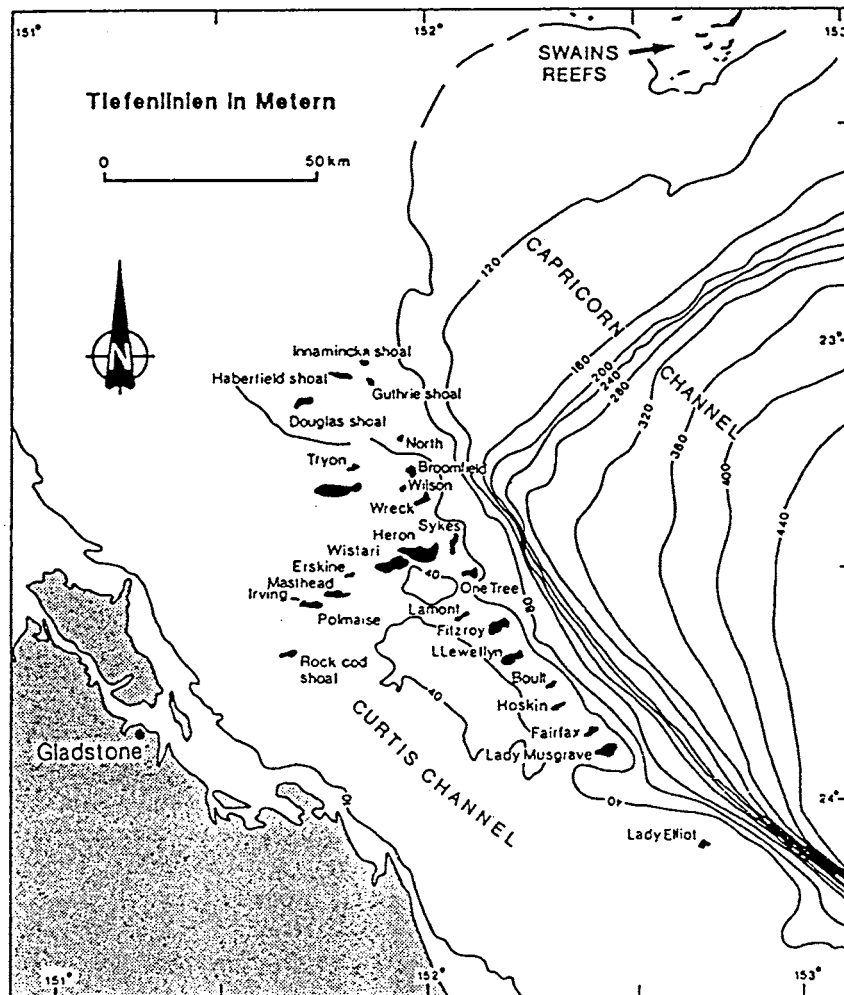 151°
152°
153
SWAINS
REEFS
Tiefenlinien in Metern
0
50 km
120
CAPRICORN
CHANNEL
N
Innamincka shoal
Haberfield shoal
Guthrie shoal
Douglas shoal
180
200
240
280
320
380
400
440
23°
North
Tryon
Broomfield
Wilson
Wreck
Sykes
Heron
Wistari
Erskine
40
Masthead
One Tree
Irving
Lamont
Polmaise
Fitzroy
80
LLewellyn
Rock cod
shoal
Boult
40
Hoskin
Gladstone
CURTIS CHANNEL
Fairfax
Lady Musgrave
40
24°
Lady Elliot
151°
152°
153°